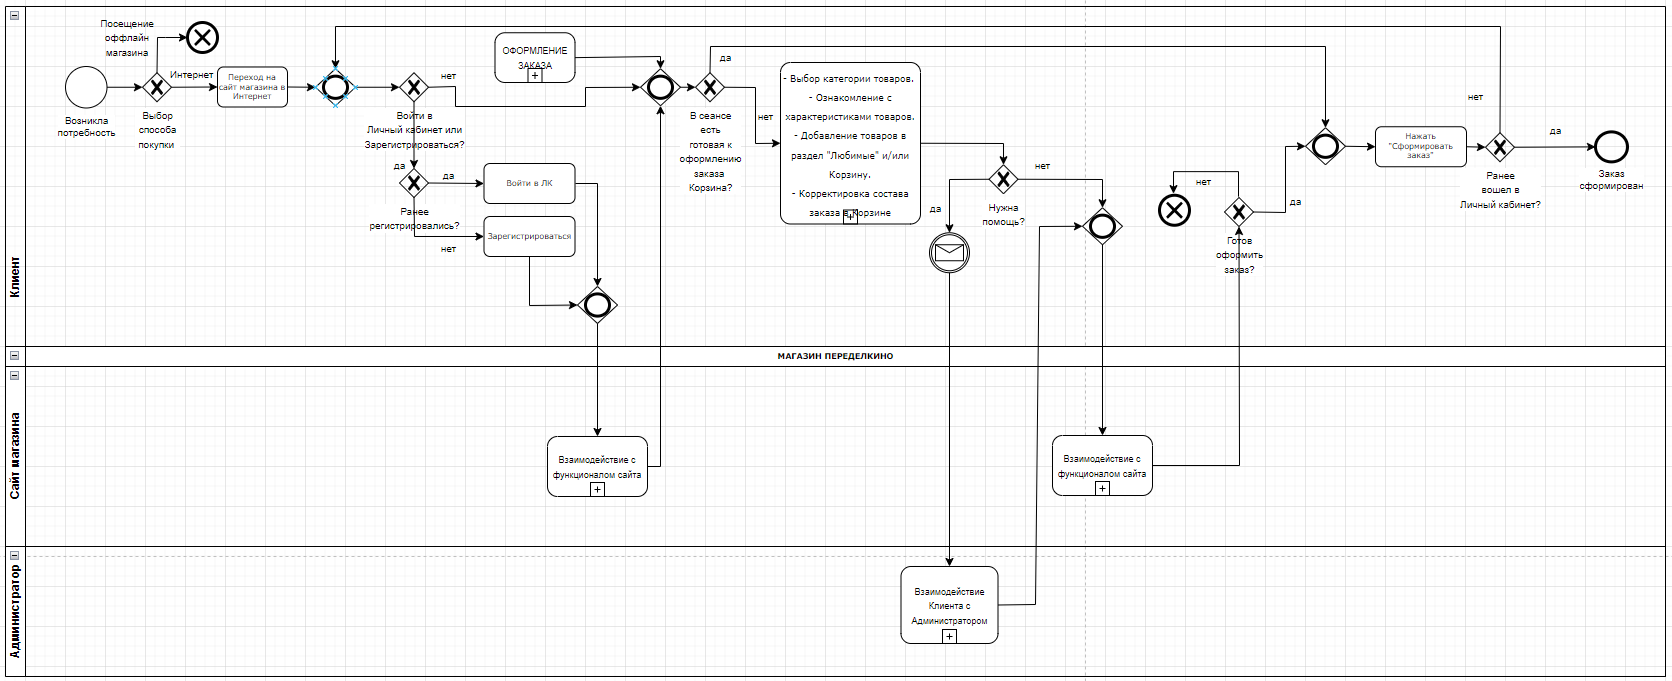 Посещение
оффлайн
магазина
Возникла
потребность
Выбор
способа
покупки
Интернет
Переход на
сайт магазина в
Интернет
нет
Войти в
Личный кабинет или
Зарегистрироваться?
да
да
Ранее
регистрировались?
нет
Войти в ЛК
Зарегистрироваться
ОФОРМЛЕНИЕ
ЗАКАЗА
да
В сеансе
есть
готовая к
оформлению
заказа
Корзина?
нет
- Выбор категории товаров.
- Ознакомление с
характеристиками товаров.
- Добавление товаров в
раздел "Любимые" и/или
Корзину.
- Корректировка состава
заказа в Корзине
нет
Нужна
помощь?
да
нет
Готов
оформить
заказ?
да
Нажать
"Сформировать
заказ"
нет
Ранее
вошел в
Личный кабинет?
да
Заказ
сформирован
Клиент
МАГАЗИН ПЕРЕДЕЛКИНО
Сайт магазина
Взаимодействие с
функционалом сайта
Взаимодействие с
функционалом сайта
Администратор
Взаимодействие
Клиента с
Администратором